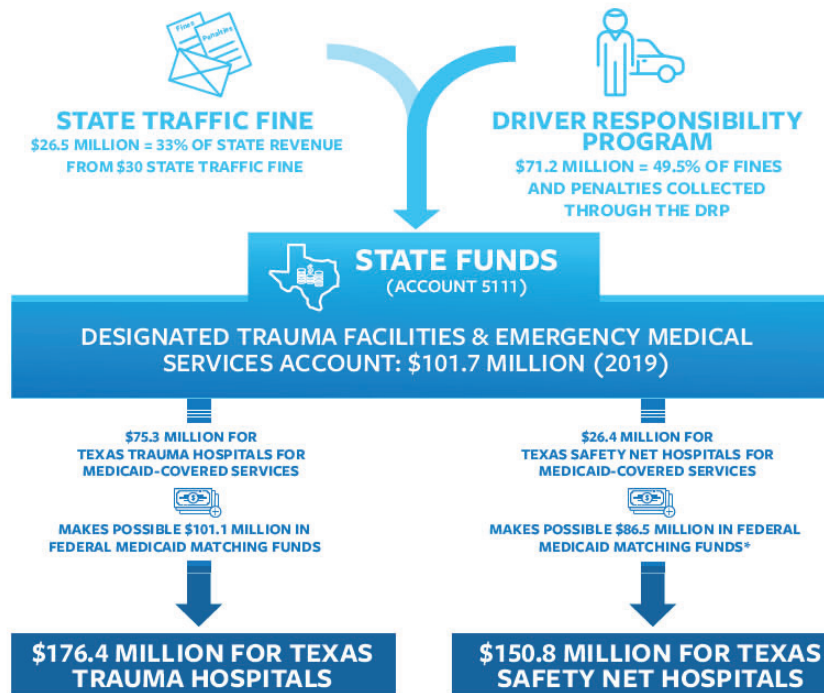 Fines
Penalties
STATE TRAFFIC FINE
$26.5 MILLION = 33% OF STATE REVENUE
FROM $30 STATE TRAFFIC FINE
DRIVER RESPONSIBILITY
PROGRAM
$71.2 MILLION = 49.5% OF FINES
AND PENALTIES COLLECTED
THROUGH THE DRP
STATE FUNDS
(ACCOUNT 5111)
DESIGNATED TRAUMA FACILITIES & EMERGENCY MEDICAL
SERVICES ACCOUNT: $101.7 MILLION (2019)
$75.3 MILLION FOR
TEXAS TRAUMA HOSPITALS FOR
MEDICAID-COVERED SERVICES
MAKES POSSIBLE $101.1 MILLION IN
FEDERAL MEDICAID MATCHING FUNDS
$176.4 MILLION FOR TEXAS
TRAUMA HOSPITALS
$26.4 MILLION FOR
TEXAS SAFETY NET HOSPITALS FOR
MEDICAID-COVERED SERVICES
MAKES POSSIBLE $86.5 MILLION IN FEDERAL
MEDICAID MATCHING FUNDS*
$150.8 MILLION FOR TEXAS
SAFETY NET HOSPITALS